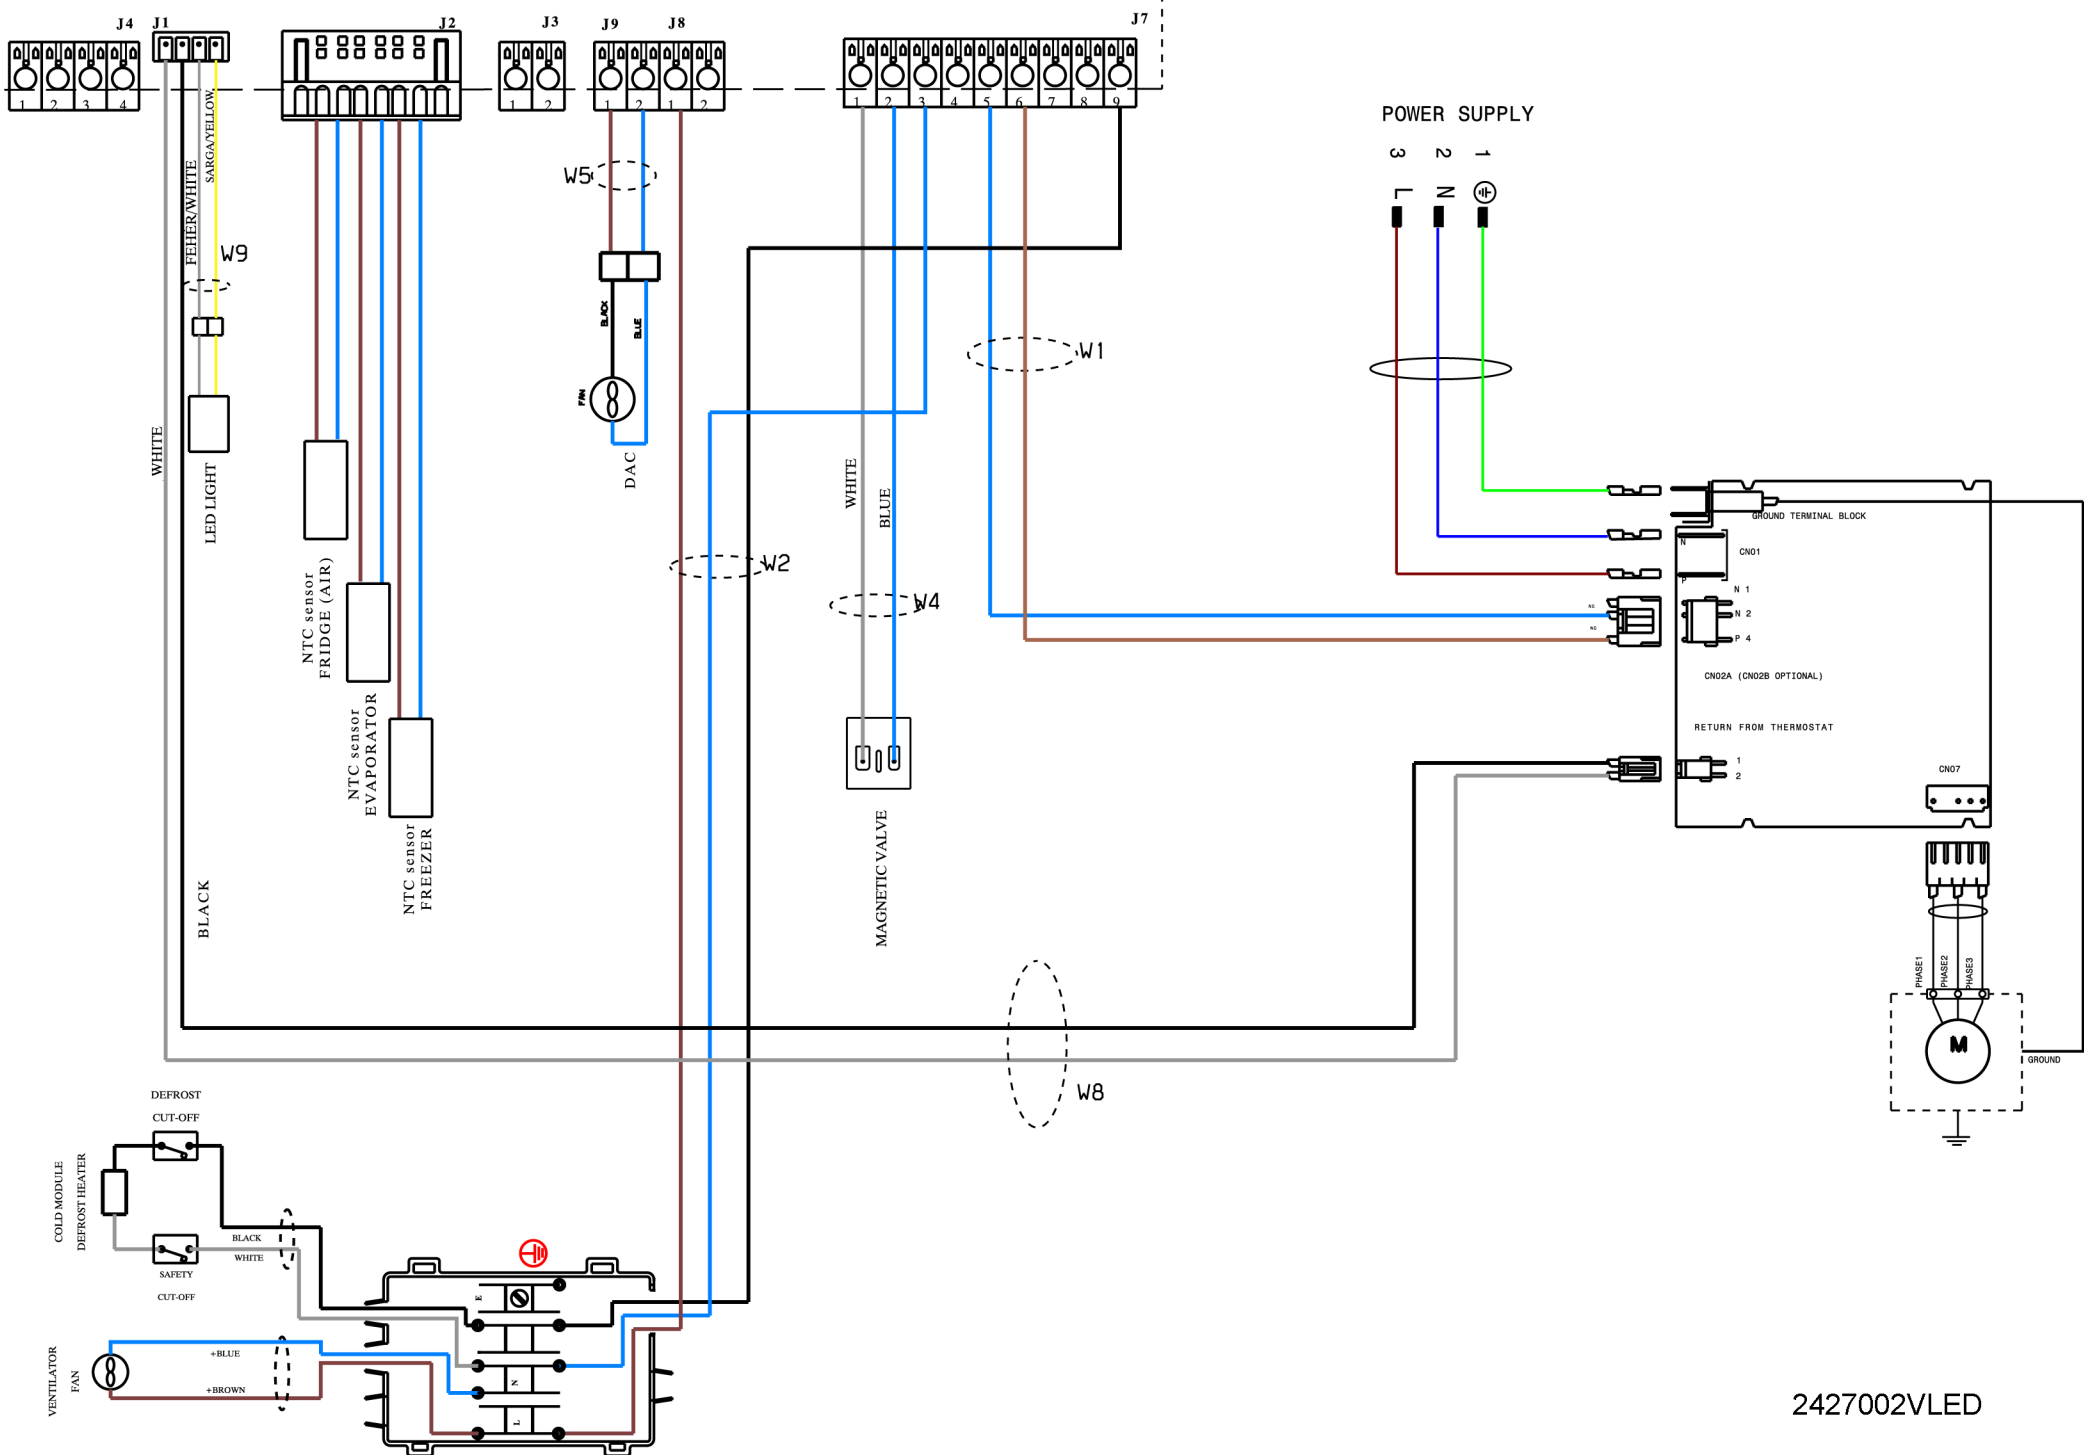 J4
J1
J2
J3
J9
J8
J7
1
2
3
4
1
2
1
2
1
2
1
2
3
4
5
6
7
8
9
SARGA/YELLOW
FEHER/WHITE
W9
W5
BLACK
BLUE
FAN
DAC
WHITE
LED LIGHT
BLACK
NTC sensor
FRIDGE (AIR)
NTC sensor
EVAPORATOR
NTC sensor
FREEZER
W2
WHITE
BLUE
W4
W1
MAGNETIC VALVE
W8
POWER SUPPLY
3
2
1
L
N
GROUND TERMINAL BLOCK
N
CN01
P
N 1
N 2
P 4
NC
NC
CN02A (CN02B OPTIONAL)
RETURN FROM THERMOSTAT
1
2
CN07
PHASE1
PHASE2
PHASE3
M
GROUND
DEFROST
CUT-OFF
COLD MODULE
DEFROST HEATER
BLACK
WHITE
SAFETY
CUT-OFF
E
N
L
+BLUE
+BROWN
VENTILATOR
FAN
2427002VLED